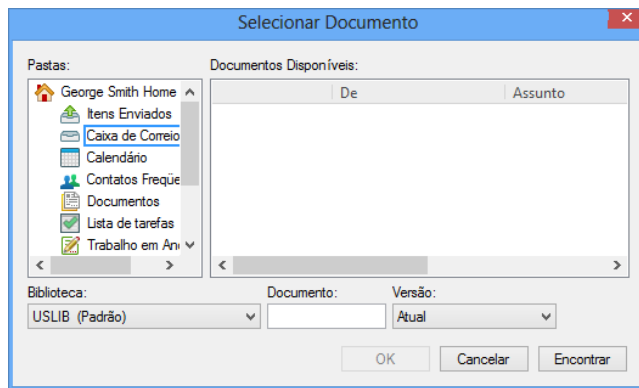 Selecionar Documento
Pastas:
Documentos Disponíveis:
George Smith Home
Itens Enviados
Caixa de Correio
Calendário
Contatos Freqüe
Documentos
Lista de tarefas
Trabalho em An
De
Assunto
Biblioteca:
Documento:
Versão:
USLIB (Padrão)
Atual
OK
Cancelar
Encontrar